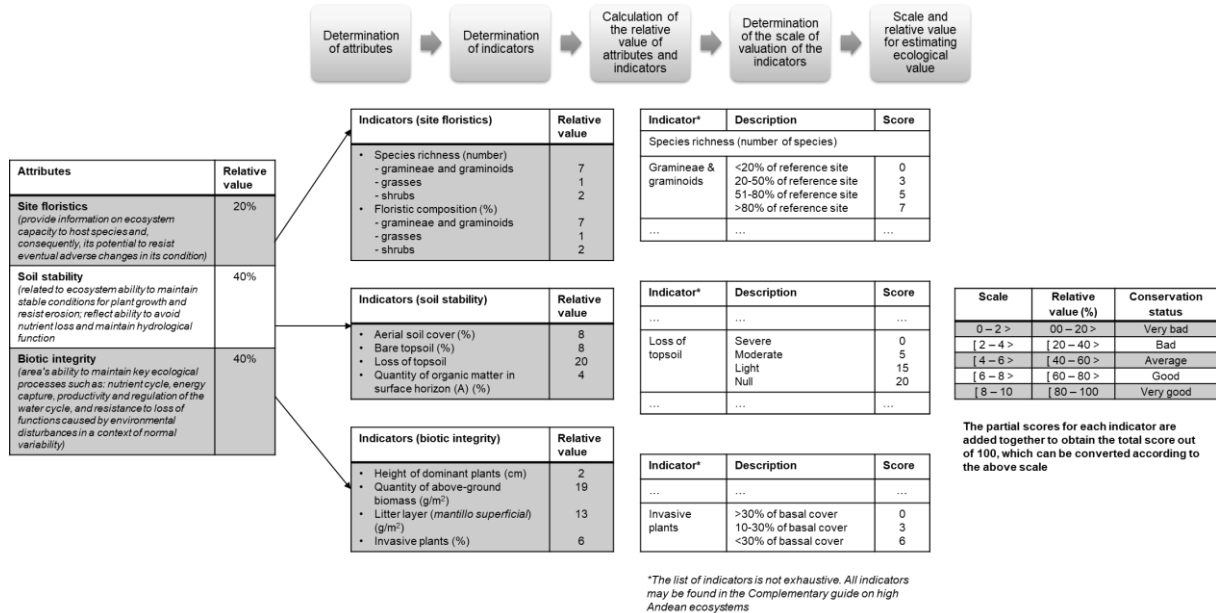 Determination
of attributes
Determination
of indicators
Calculation of
the relative
value of
attributes and
indicators
Determination
of the scale of
valuation of the
indicators
Scale and
relative value
for estimating
ecological
value
Attributes Relative
value
Site floristics 20%
(provide information on ecosystem
capacity to host species and,
consequently, its potential to resist
eventual adverse changes in its condition)
Soil stability 40%
(related to ecosystem ability to maintain
stable conditions for plant growth and
resist erosion; reflect ability to avoid
nutrient loss and maintain hydrological
function
Biotic integrity 40%
(area's ability to maintain key ecological
processes such as: nutrient cycle, energy
capture, productivity and regulation of
the water cycle, and resistance to loss of
functions caused by environmental
disturbances in a context of normal
variability)
Indicators (site floristics) Relative
value
• Species richness (number)
- gramineae and graminoids 7
- grasses 1
- shrubs 2
• Floristic composition (%)
- gramineae and graminoids 7
- grasses 1
- shrubs 2
Indicators (soil stability) Relative
value
• Aerial soil cover (%) 8
• Bare topsoil (%) 8
• Loss of topsoil 20
• Quantity of organic matter in 4
surface horizon (A) (%)
Indicators (biotic integrity) Relative
value
• Height of dominant plants (cm) 2
• Quantity of above-ground 19
biomass (g/m²)
• Litter layer (mantillo superficial) 13
(g/m²)
• Invasive plants (%) 6
Indicator* Description Score
Species richness (number of species)
Gramineae & <20% of reference site 0
graminoids 20-50% of reference site 3
51-80% of reference site 5
>80% of reference site 7
… … …
Indicator* Description Score
… … …
Loss of Severe 0
topsoil Moderate 5
Light 15
Null 20
… … …
Indicator* Description Score
… … …
Invasive >30% of basal cover 0
plants 10-30% of basal cover 3
<30% of bassal cover 6
*The list of indicators is not exhaustive. All indicators
may be found in the Complementary guide on high
Andean ecosystems
Scale Relative Conservation
value (%) status
0 – 2 > 00 – 20 > Very bad
[ 2 – 4 > [ 20 – 40 > Bad
[ 4 – 6 > [ 40 – 60 > Average
[ 6 – 8 > [ 60 – 80 > Good
[ 8 – 10 [ 80 – 100 Very good
The partial scores for each indicator are
added together to obtain the total score out
of 100, which can be converted according to
the above scale